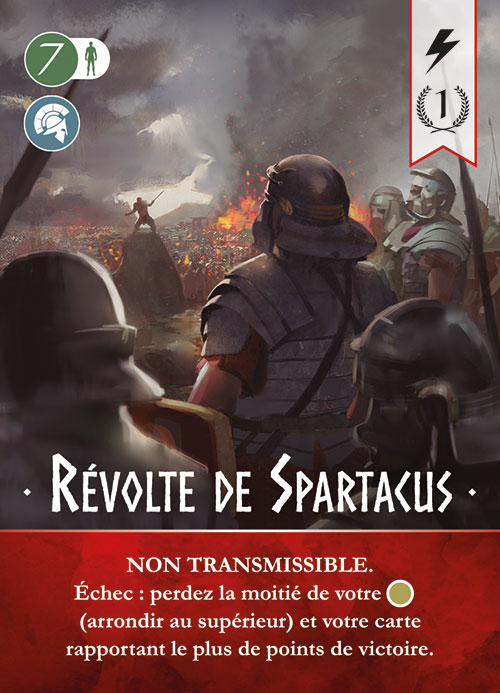 7
1
· RÉVOLTE DE SPARTACUS ·
NON TRANSMISSIBLE.
Échec : perdez la moitié de votre
(arrondir au supérieur) et votre carte
rapportant le plus de points de victoire.